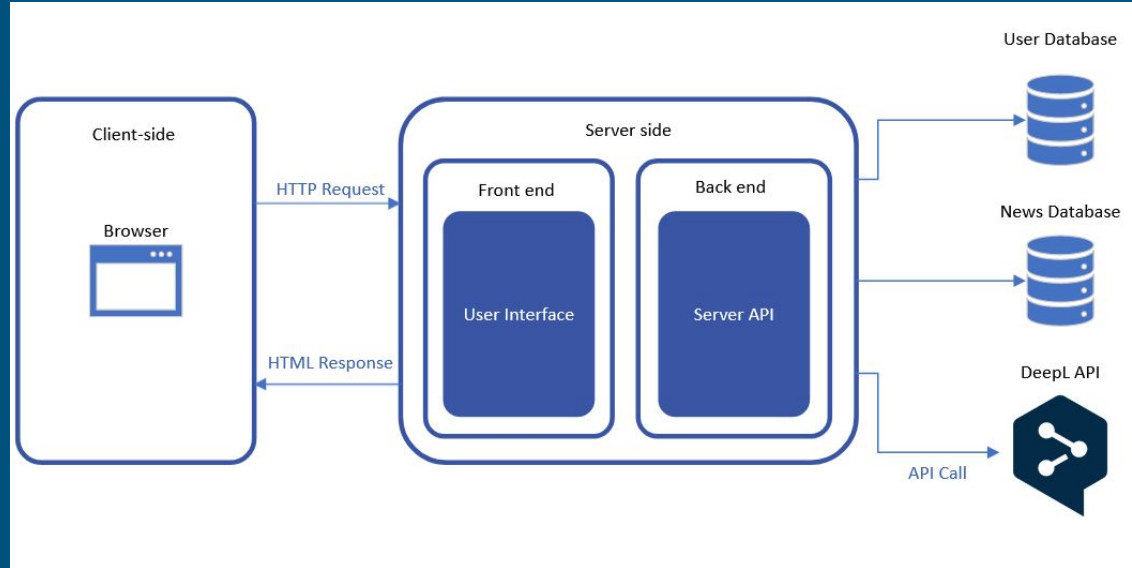 Client-side
Browser
HTTP Request
HTML Response
Server side
Front end
User Interface
Back end
Server API
User Database
News Database
DeepL API
API Call